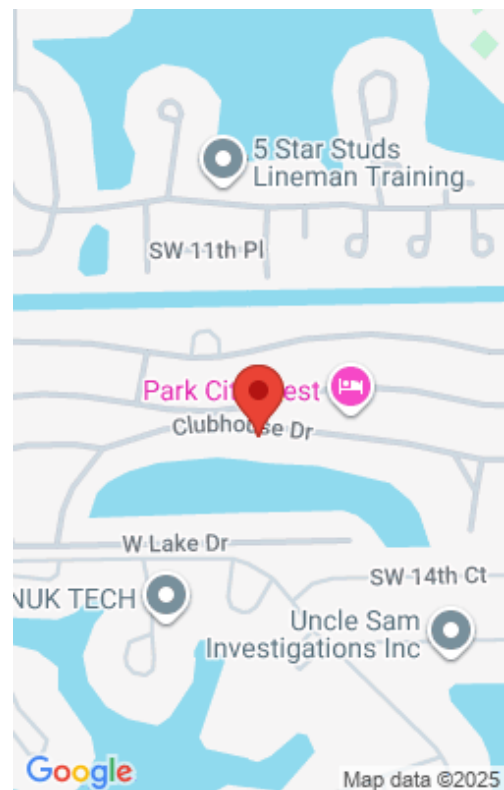 5 Star Studs
Lineman Training
SW 11th Pl
Park City West
Clubhouse Dr
W Lake Dr
SW 14th Ct
NUK TECH
Uncle Sam
Investigations Inc
Google
Map data ©2025